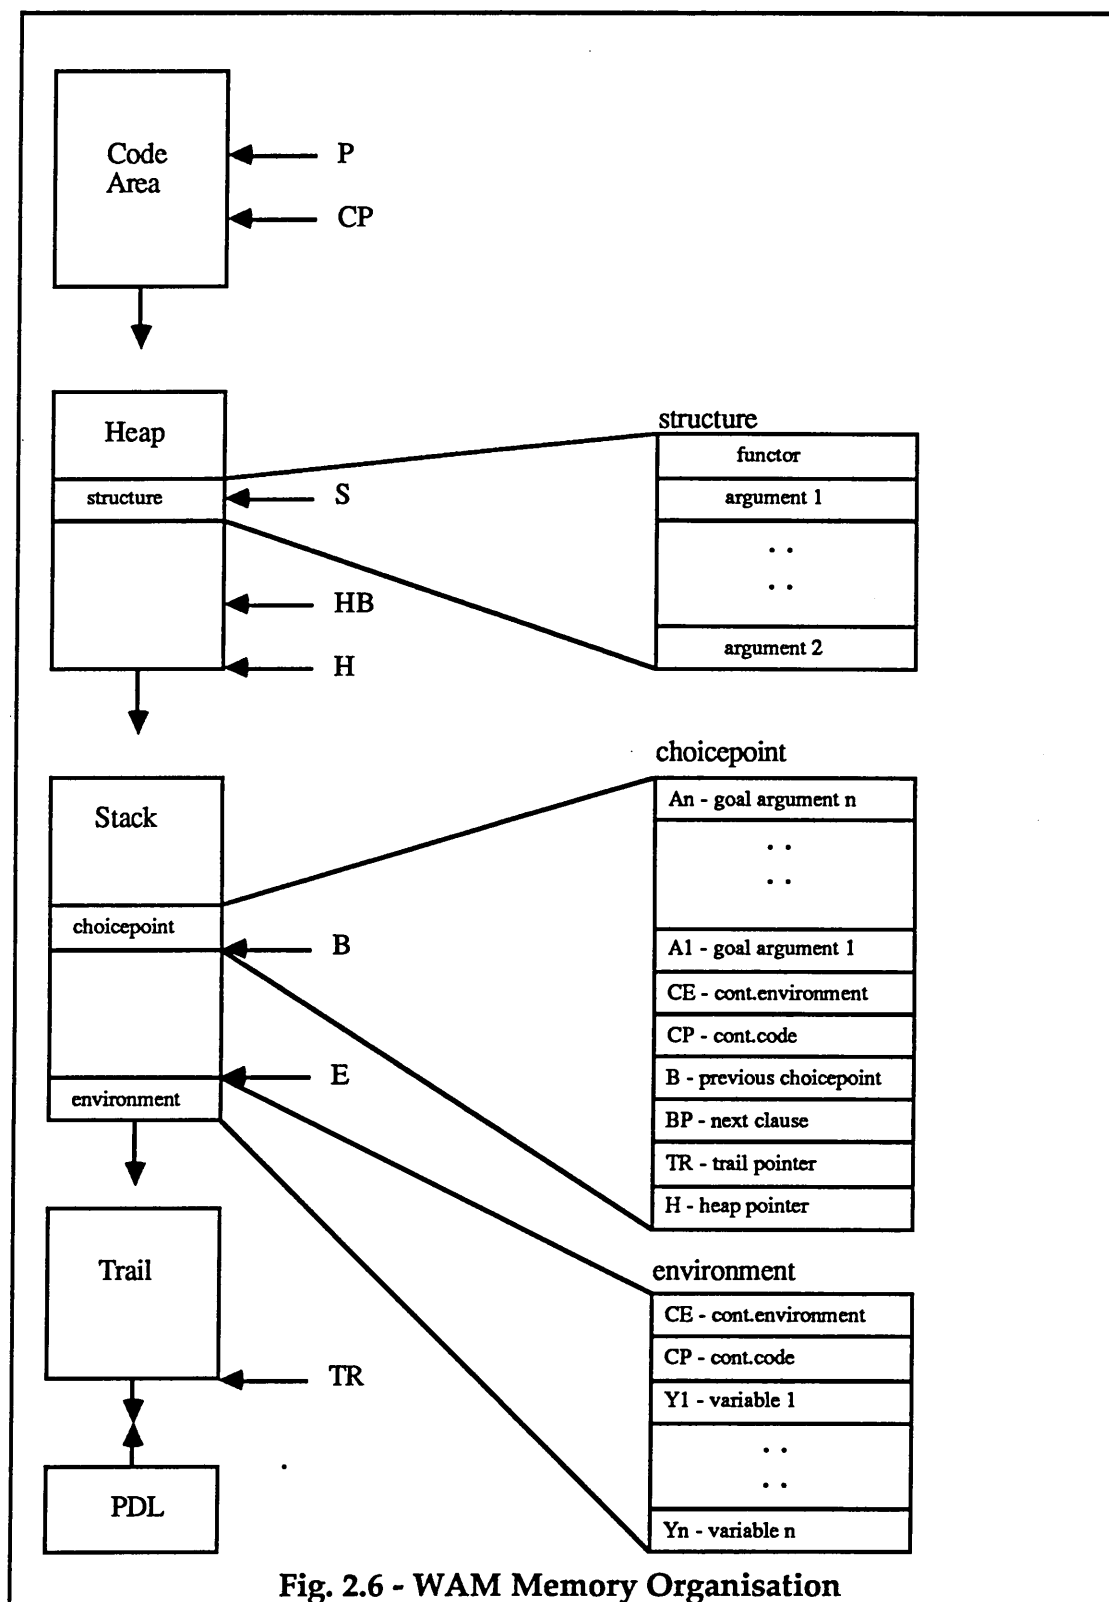 Code
Area
P
CP
Heap
structure
S
HB
H
structure
functor
argument 1
. .
. .
argument 2
Stack
choicepoint
B
E
environment
choicepoint
An - goal argument n
. .
. .
A1 - goal argument 1
CE - cont.environment
CP - cont.code
B - previous choicepoint
BP - next clause
TR - trail pointer
H - heap pointer
Trail
TR
PDL
environment
CE - cont.environment
CP - cont.code
Y1 - variable 1
. .
. .
Yn - variable n
Fig. 2.6 - WAM Memory Organisation